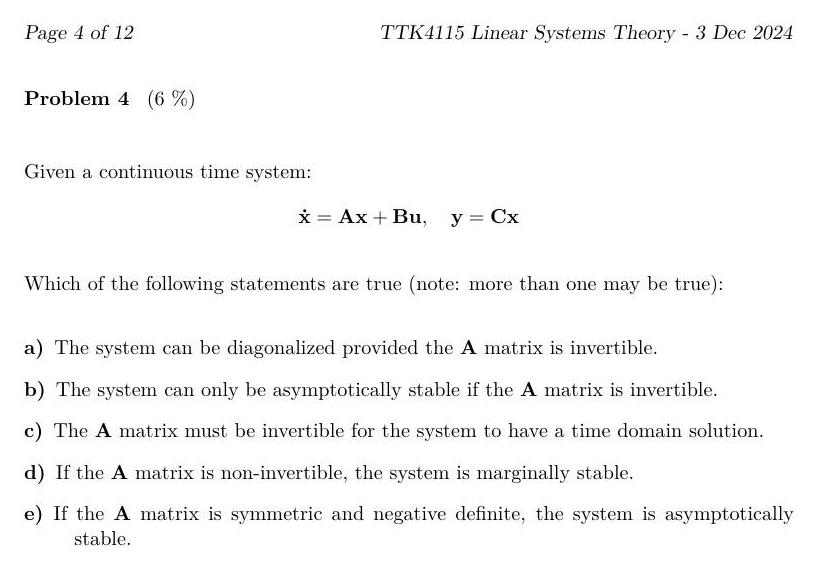 Page 4 of 12 TTK4115 Linear Systems Theory - 3 Dec 2024
Problem 4 (6 %)
Given a continuous time system:
ẋ = Ax + Bu, y = Cx
Which of the following statements are true (note: more than one may be true):
a) The system can be diagonalized provided the A matrix is invertible.
b) The system can only be asymptotically stable if the A matrix is invertible.
c) The A matrix must be invertible for the system to have a time domain solution.
d) If the A matrix is non-invertible, the system is marginally stable.
e) If the A matrix is symmetric and negative definite, the system is asymptotically
stable.